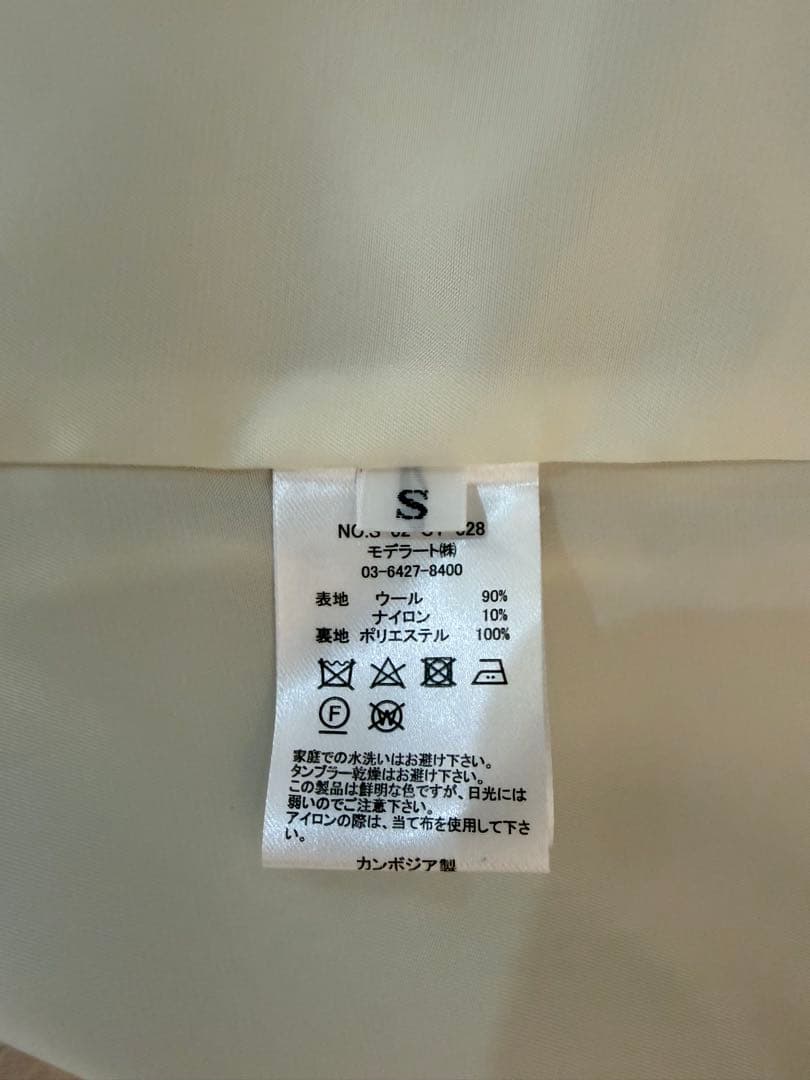 S
モデラート㈱
03-6427-8400
表地 ウール 90%
ナイロン 10%
裏地 ポリエステル 100%
F
W
家庭での水洗いはお避け下さい。
タンブラー乾燥はお避け下さい。
この製品は鮮明な色ですが、日光には
弱いのでご注意下さい。
アイロンの際は、当て布を使用して下さ
い。
カンボジア製